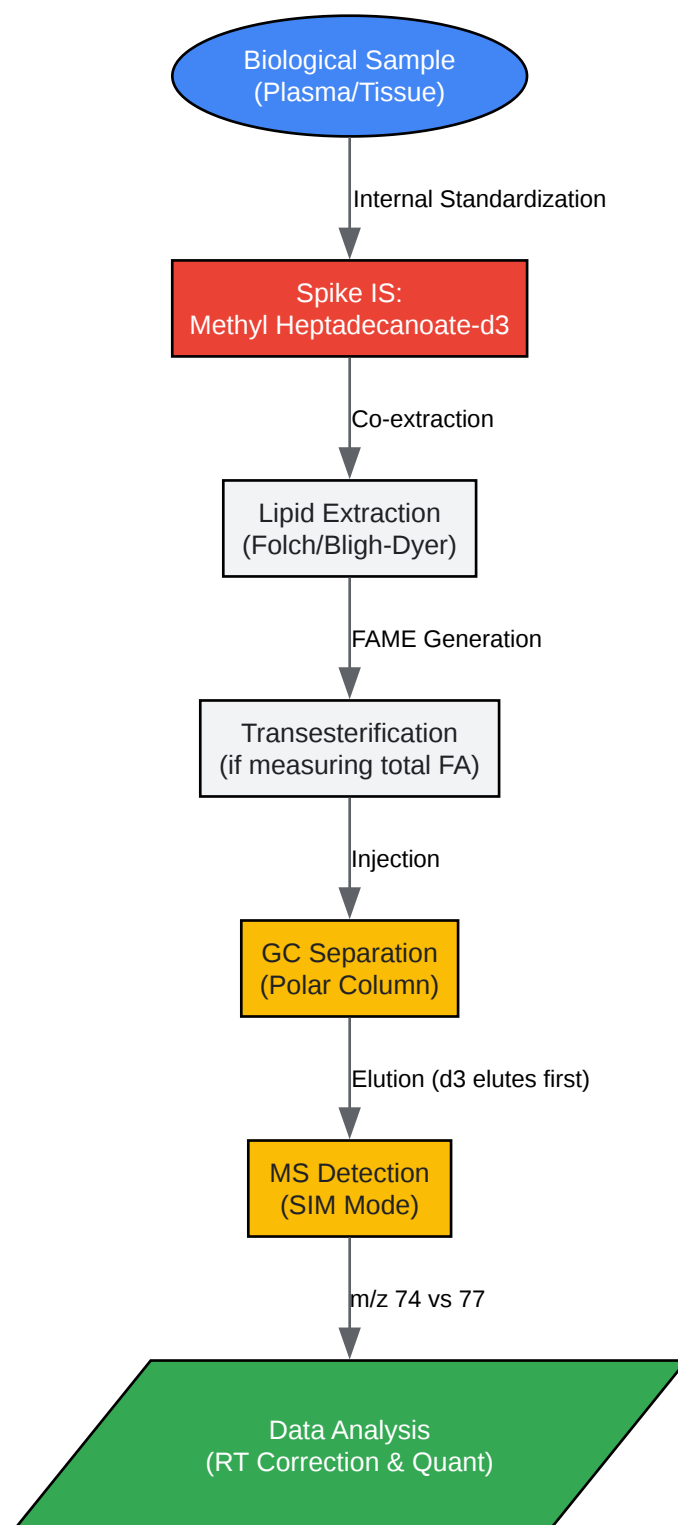 Biological Sample
(Plasma/Tissue)
Internal Standardization
Spike IS:
Methyl Heptadecanoate-d3
Co-extraction
Lipid Extraction
(Folch/Bligh-Dyer)
FAME Generation
Transesterification
(if measuring total FA)
Injection
GC Separation
(Polar Column)
Elution (d3 elutes first)
MS Detection
(SIM Mode)
m/z 74 vs 77
Data Analysis
(RT Correction & Quant)